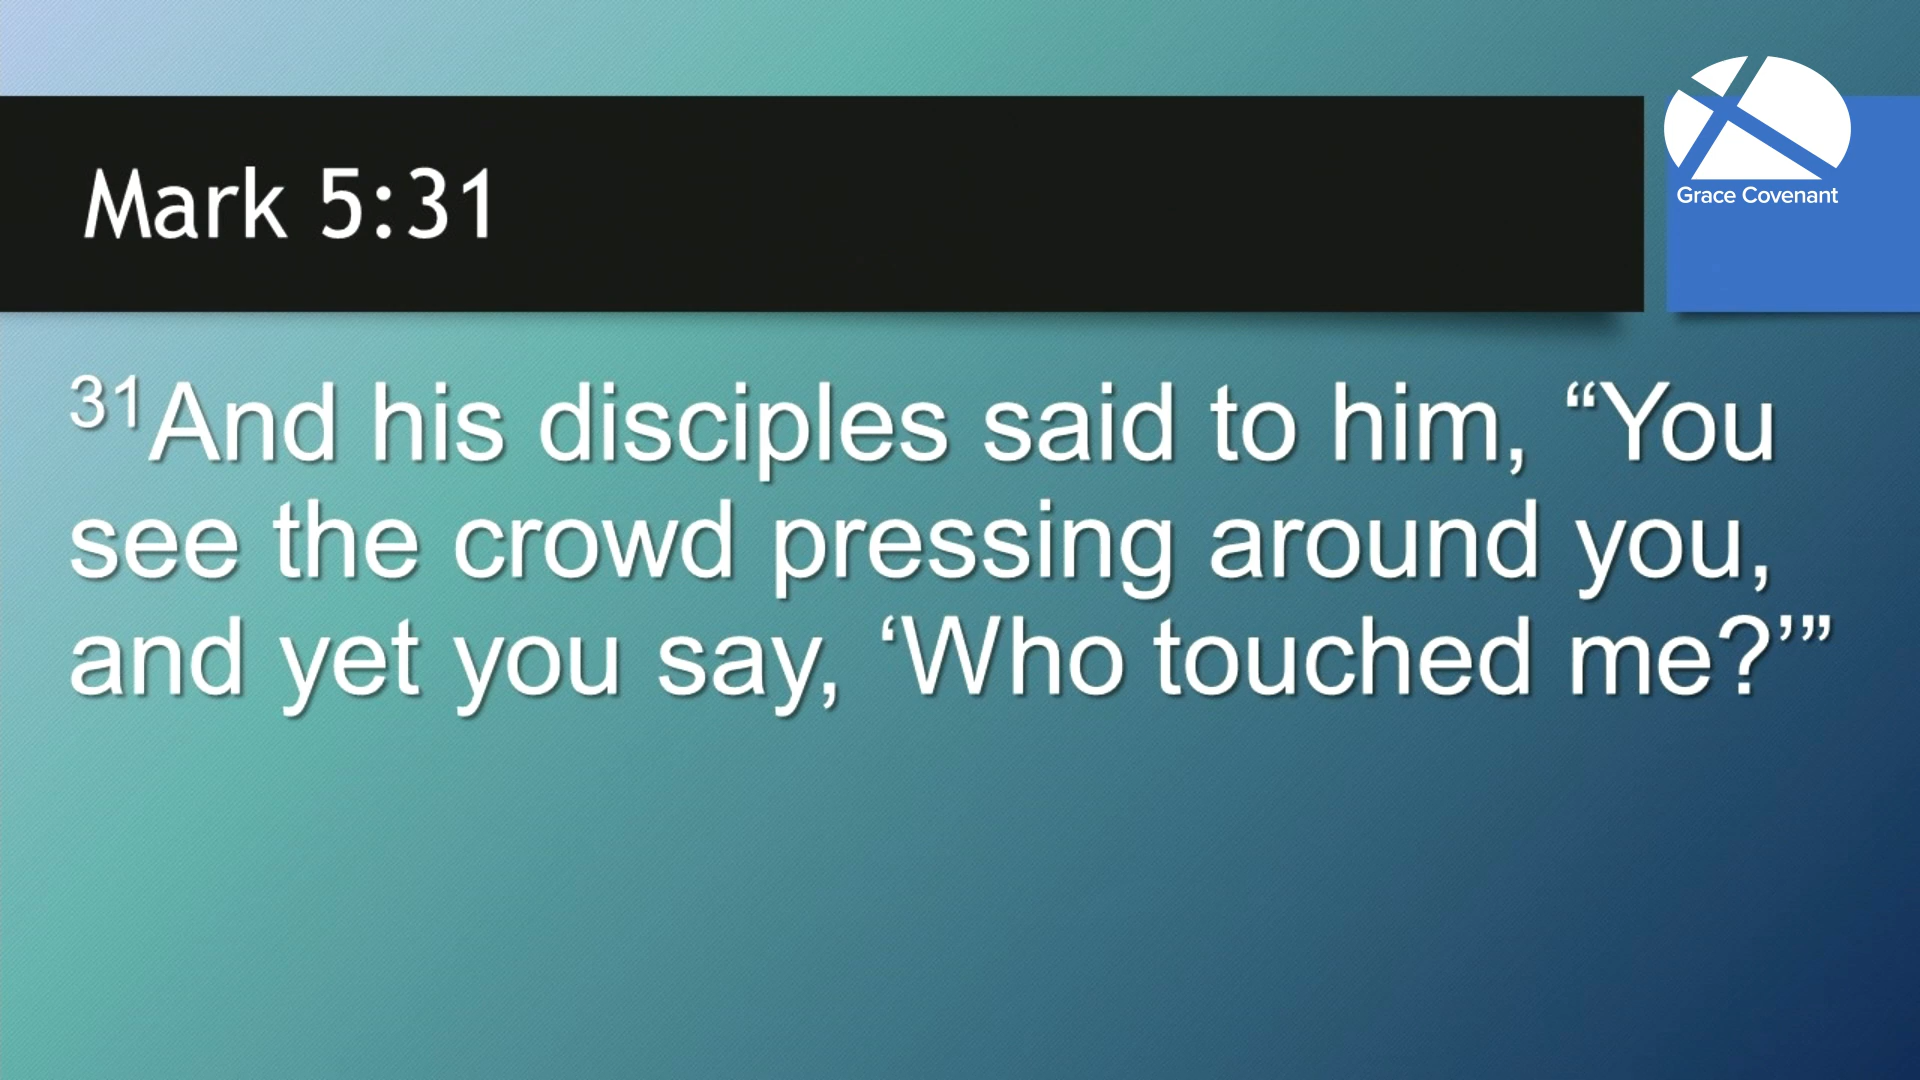 Mark 5:31
Grace Covenant
31And his disciples said to him, “You
see the crowd pressing around you,
and yet you say, ‘Who touched me?’”